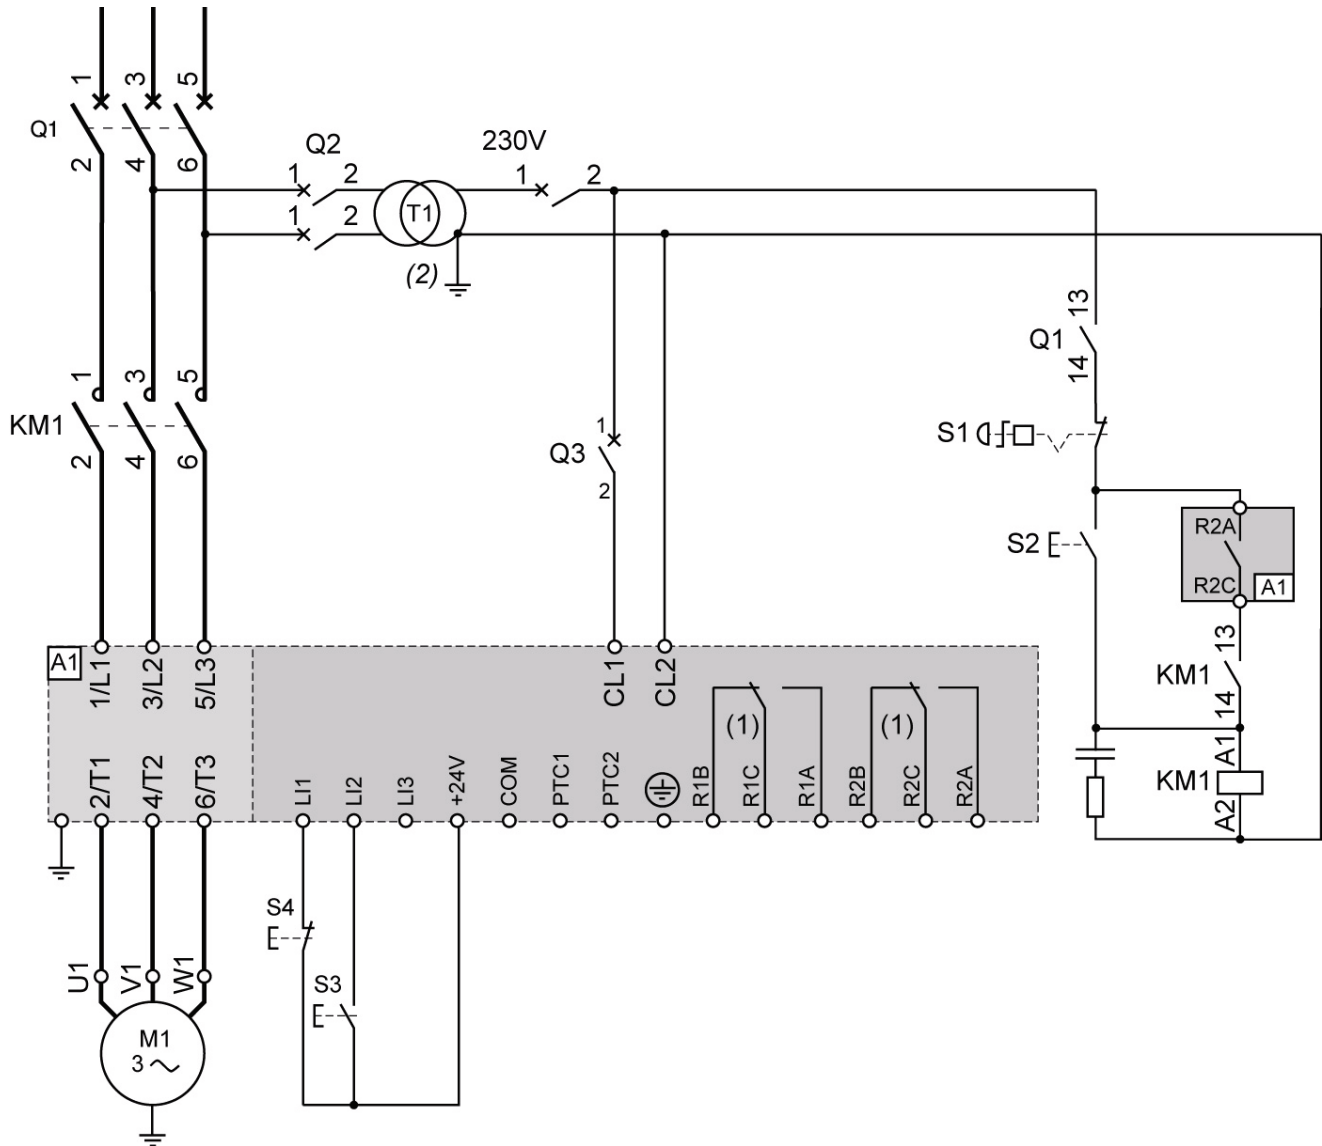 1 3 5
Q1
2 4 6
Q2
230V
1 2
1 2
1 2
T1
(2)
13
Q1
14
1 3 5
KM1
2 4 6
1
Q3
2
S1
S2
R2A
R2C
A1
13
KM1
14
A1
KM1
A2
A1
1/L1
3/L2
5/L3
CL1
CL2
(1)
(1)
2/T1
4/T2
6/T3
LI1
LI2
LI3
+24V
COM
PTC1
PTC2
R1B
R1C
R1A
R2B
R2C
R2A
S4
S3
U1
V1
W1
M1
3